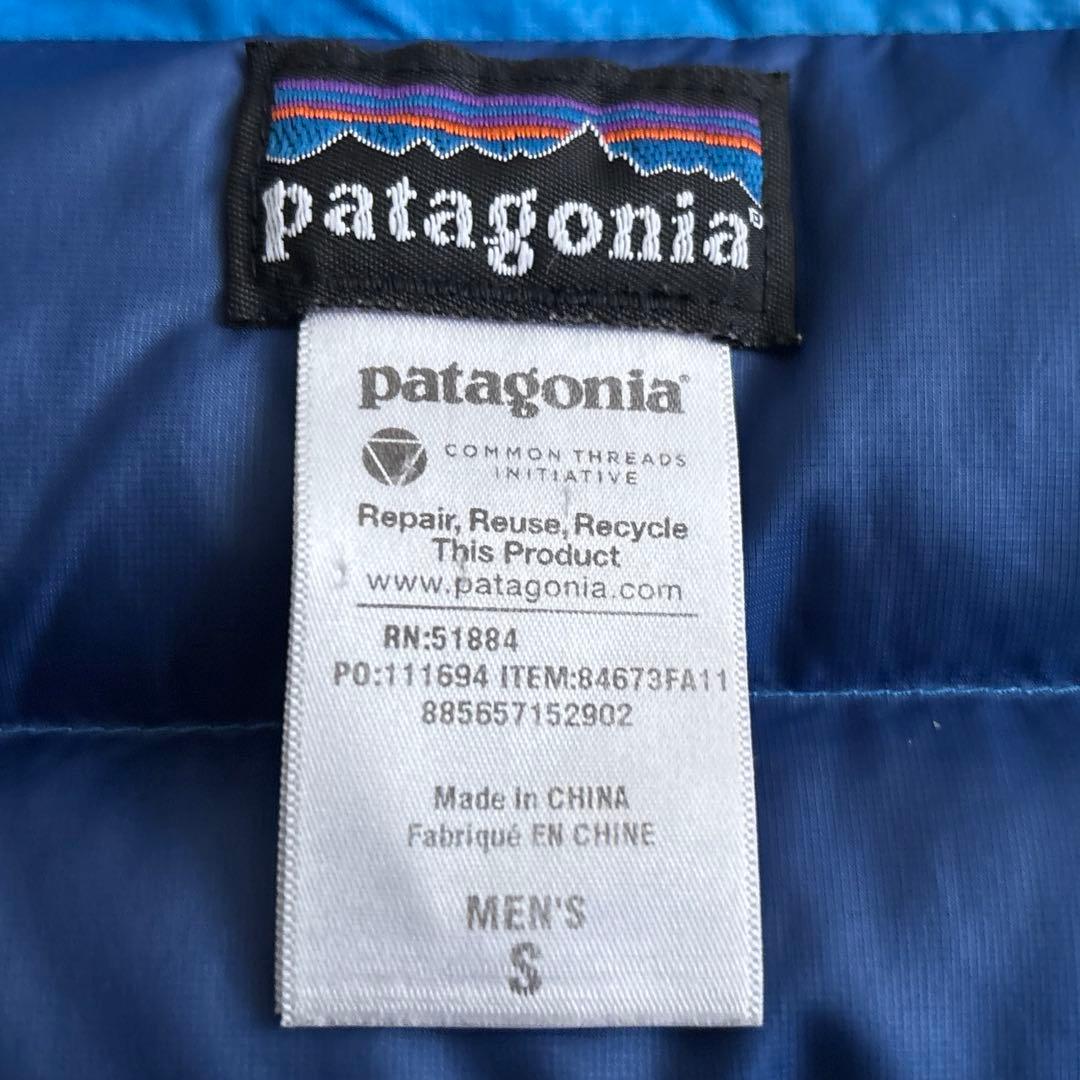 patagonia®
patagonia®
COMMON THREADS
INITIATIVE
Repair, Reuse, Recycle
This Product
www.patagonia.com
RN:51884
PO:111694 ITEM:84673FA11
885657152902
Made in CHINA
Fabriqué EN CHINE
MEN'S
S